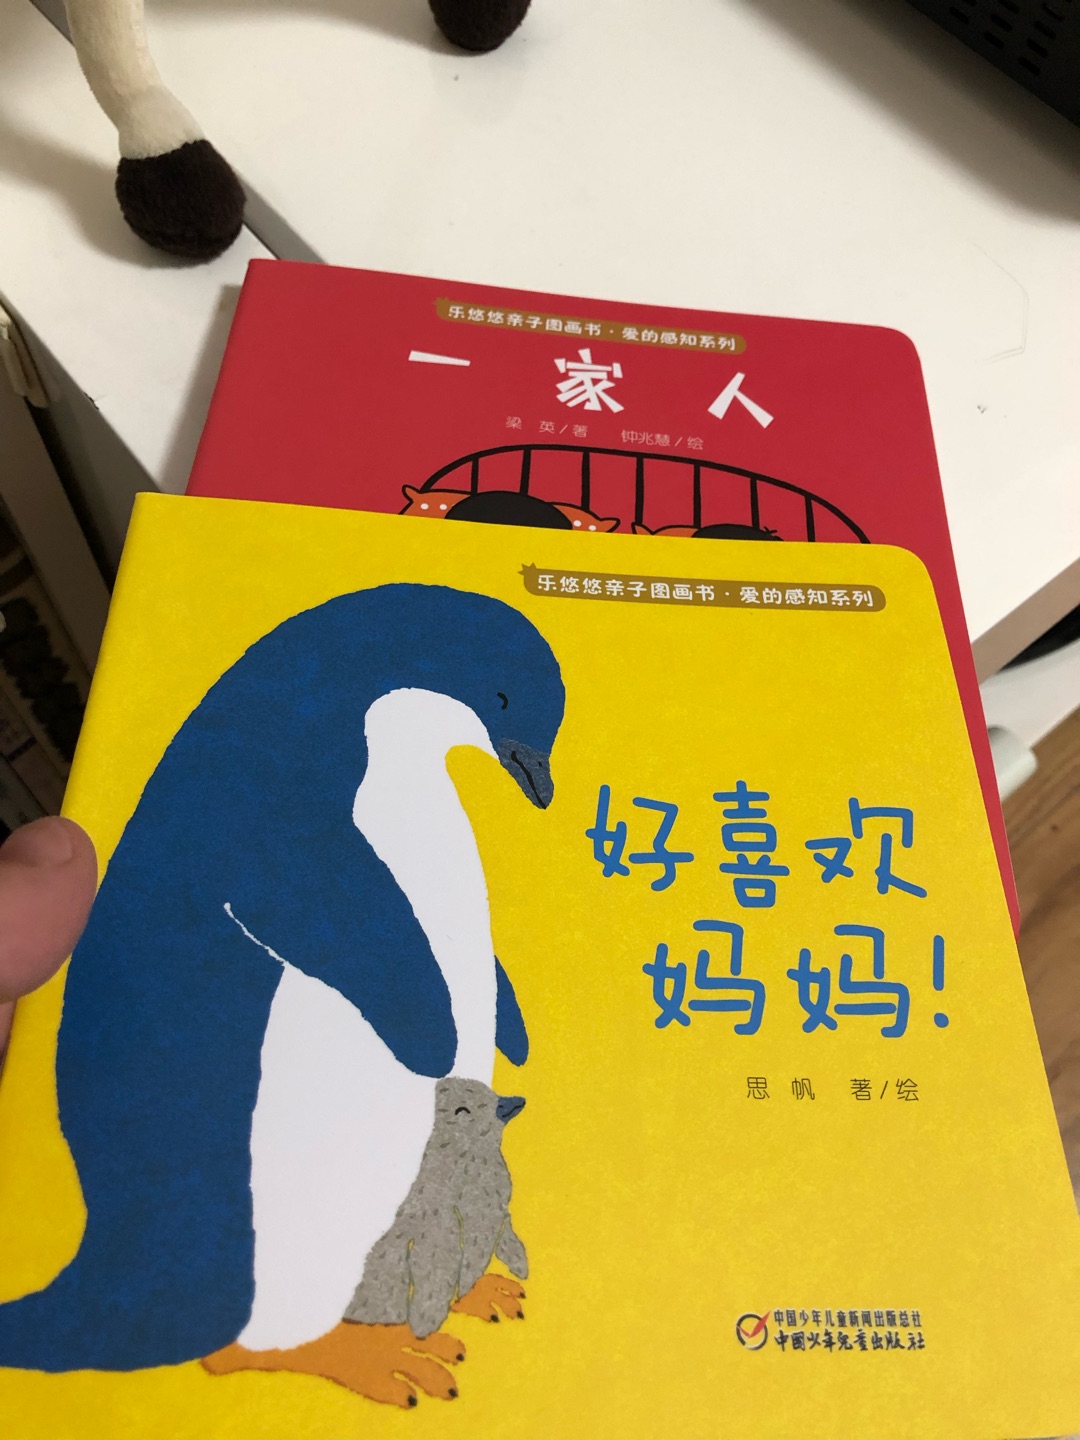 乐悠悠亲子图画书·爱的感知系列
一家人
梁 英/著 钟兆慧/绘
乐悠悠亲子图画书·爱的感知系列
好喜欢
妈妈!
思 帆 著/绘
中国少年儿童新闻出版总社
中国少年儿童出版社